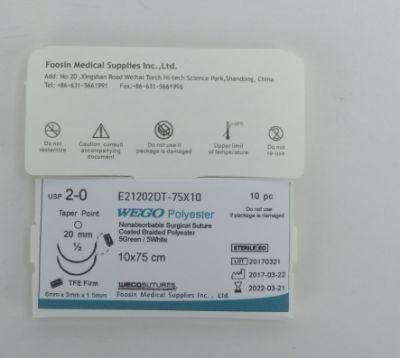 Foosin Medical Supplies Inc.,Ltd.
Add: No.20 ,Xingshan Road Weihai Torch Hi-tech Science Park,Shandong, China
Tel: +86-631-5661991 Fax:+86-631-5661956
Do not resterilize
Caution, consult accompanying document
Do not use if package is damaged
Upper limit of temperature
Do not re-use
USP 2-0
E21202DT-75X10
10 pc
Taper Point
WEGO Polyester
Do not use if package is damaged
20 mm
Nonabsorbable Surgical Suture
Coated Braided Polyester
5Green / 5White
½
STERILE EO
10x75 cm
LOT 20170321
2017-03-22
TFE Firm
WEGOSUTURES
2022-03-21
6mm x 3mm x 1.5mm
Foosin Medical Supplies Inc., Ltd.